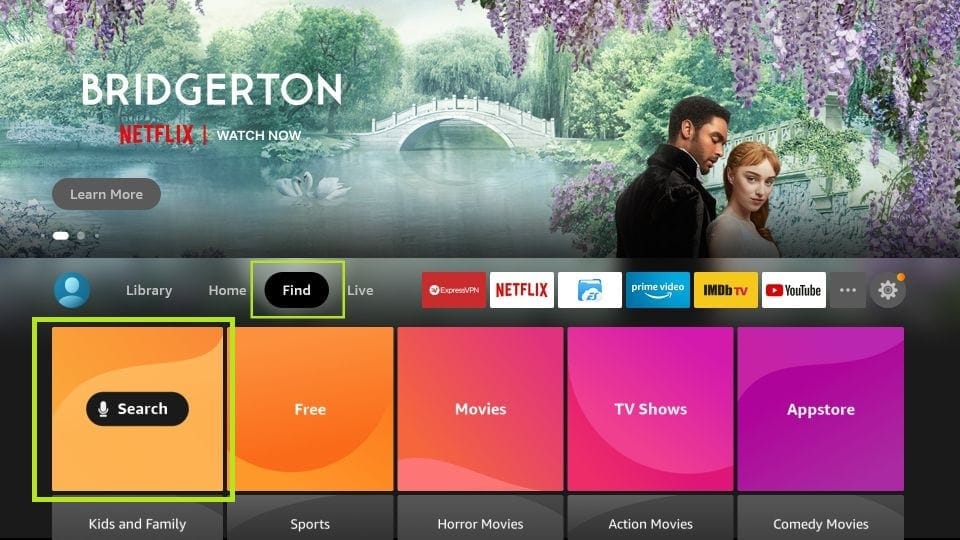 BRIDGERTON
NETFLIX | WATCH NOW
Learn More
Library Home Find Live ExpressVPN NETFLIX ES prime video IMDb TV YouTube
Search Free Movies TV Shows Appstore
Kids and Family Sports Horror Movies Action Movies Comedy Movies